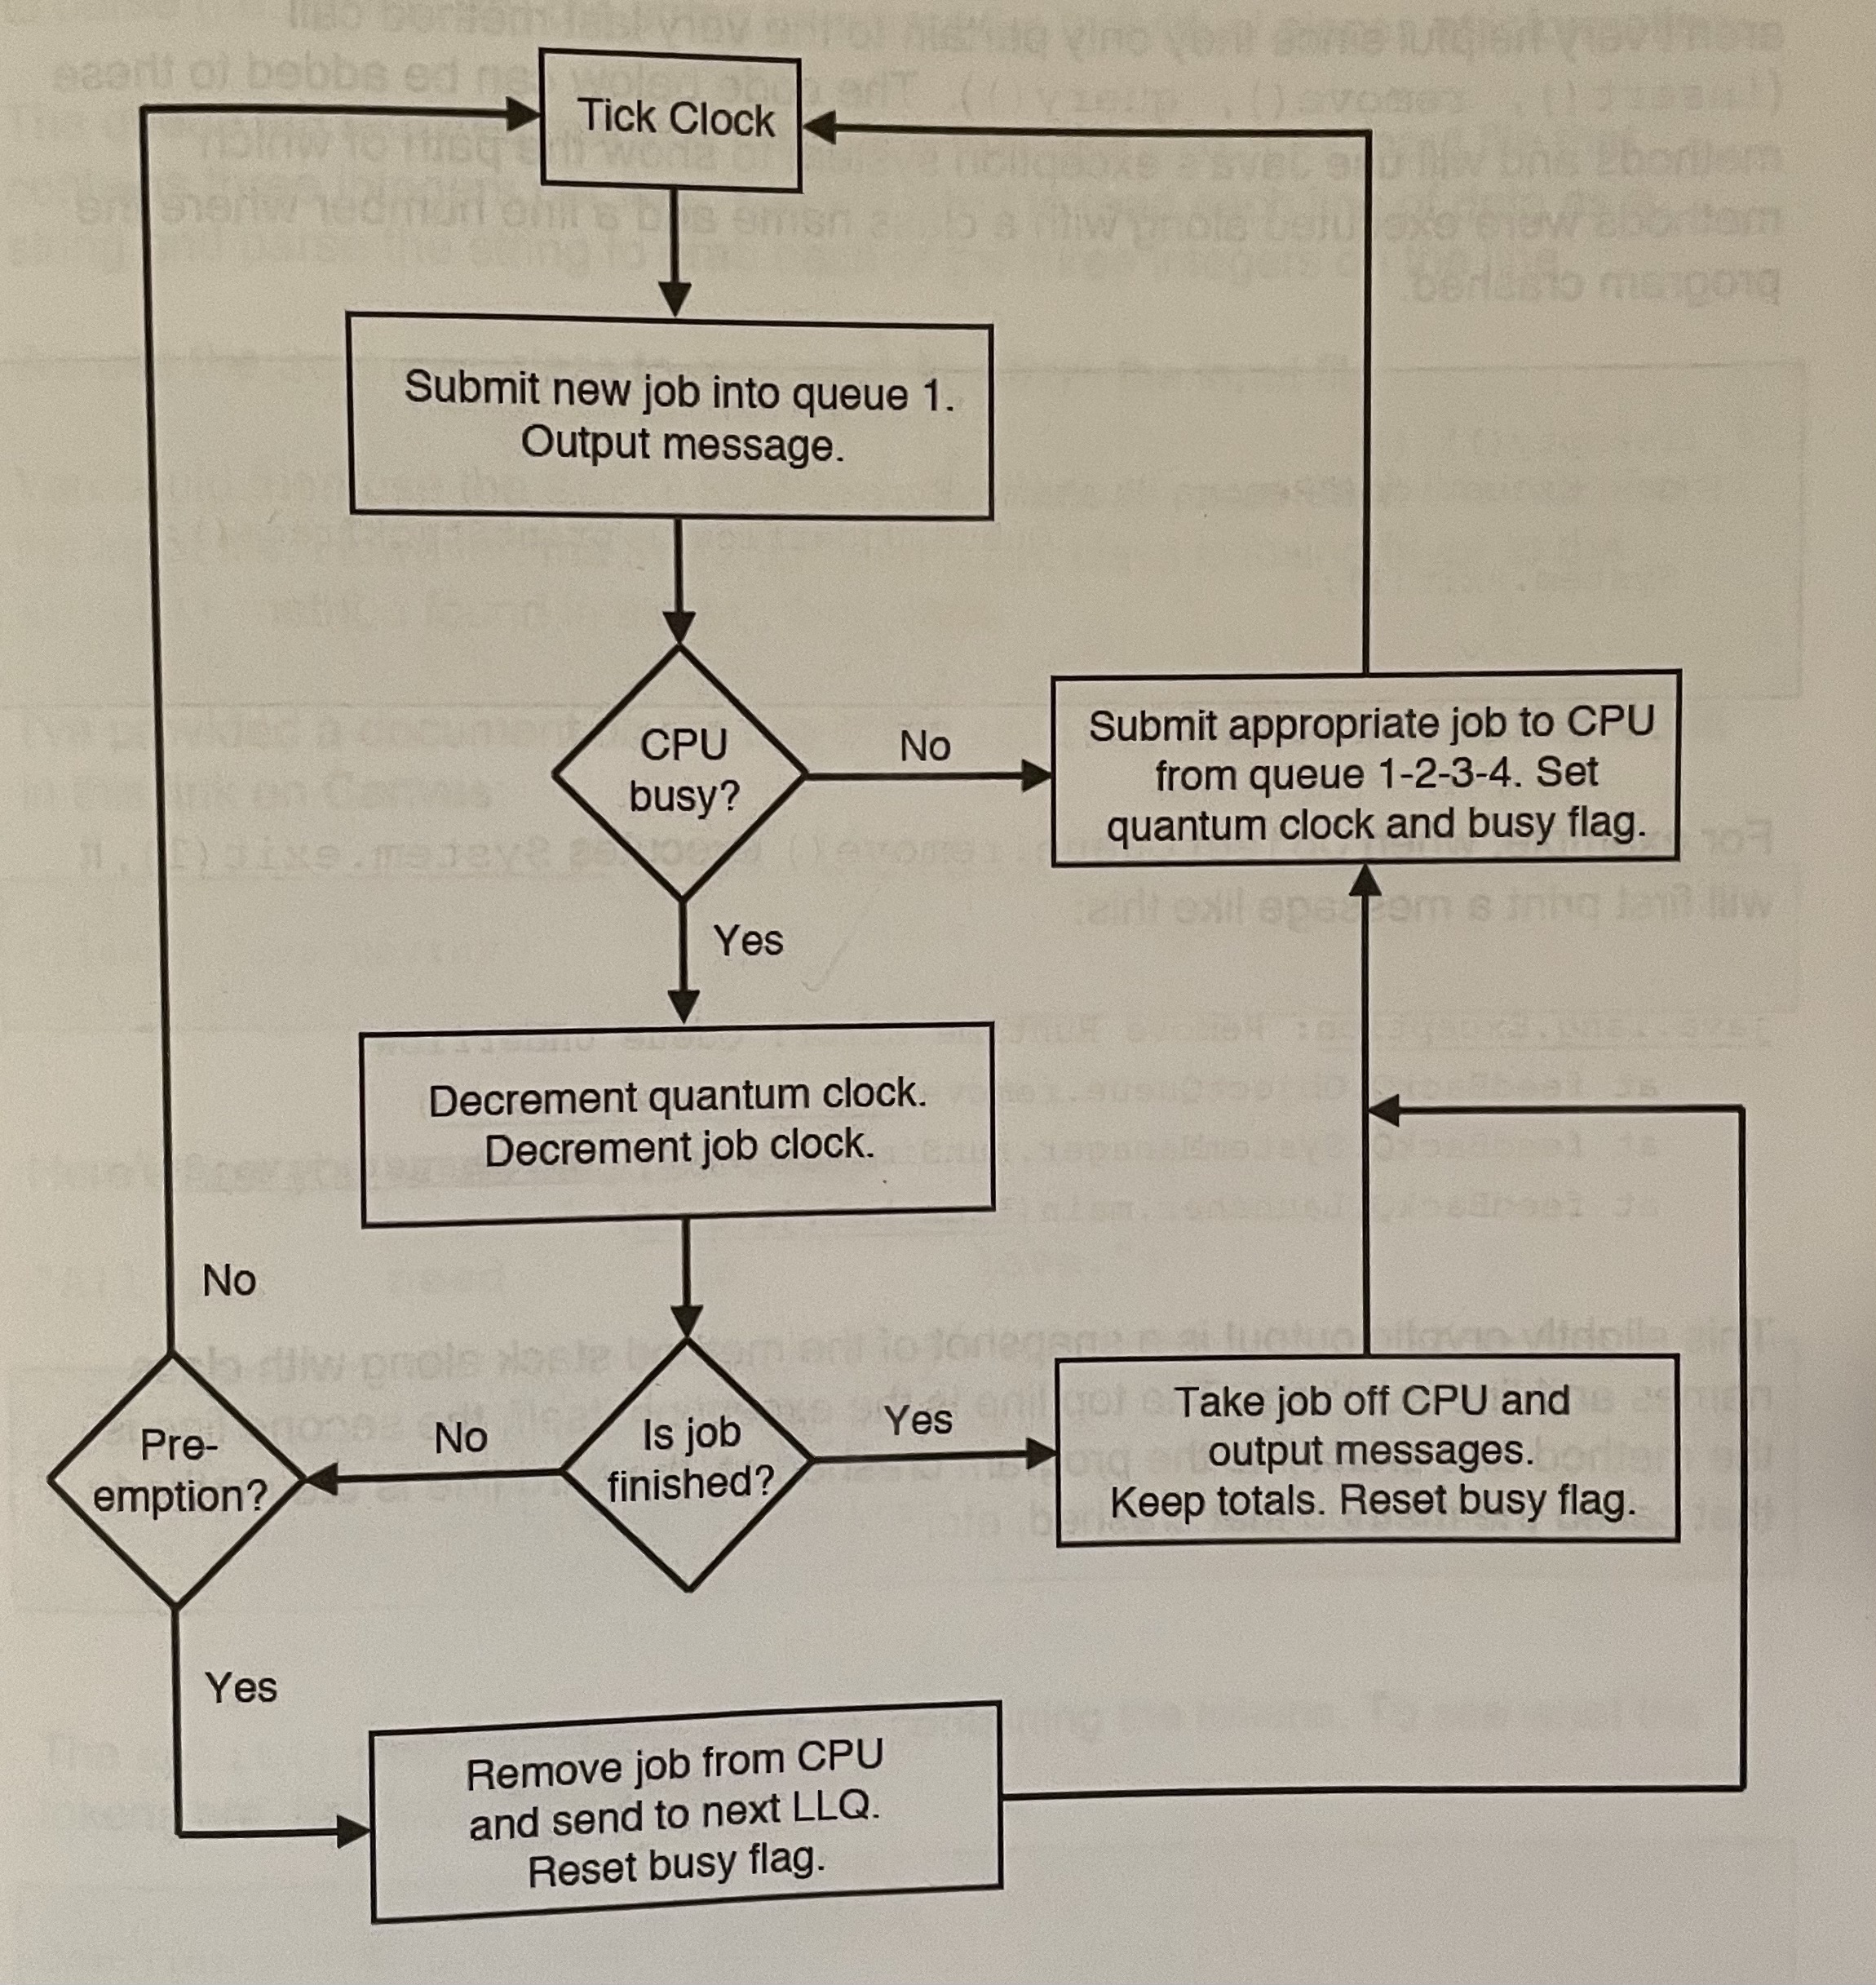 Tick Clock
Submit new job into queue 1.
Output message.
CPU
busy?
No
Submit appropriate job to CPU
from queue 1-2-3-4. Set
quantum clock and busy flag.
Yes
Decrement quantum clock.
Decrement job clock.
No
Pre-
emption?
No
Is job
finished?
Yes
Take job off CPU and
output messages.
Keep totals. Reset busy flag.
Yes
Remove job from CPU
and send to next LLQ.
Reset busy flag.